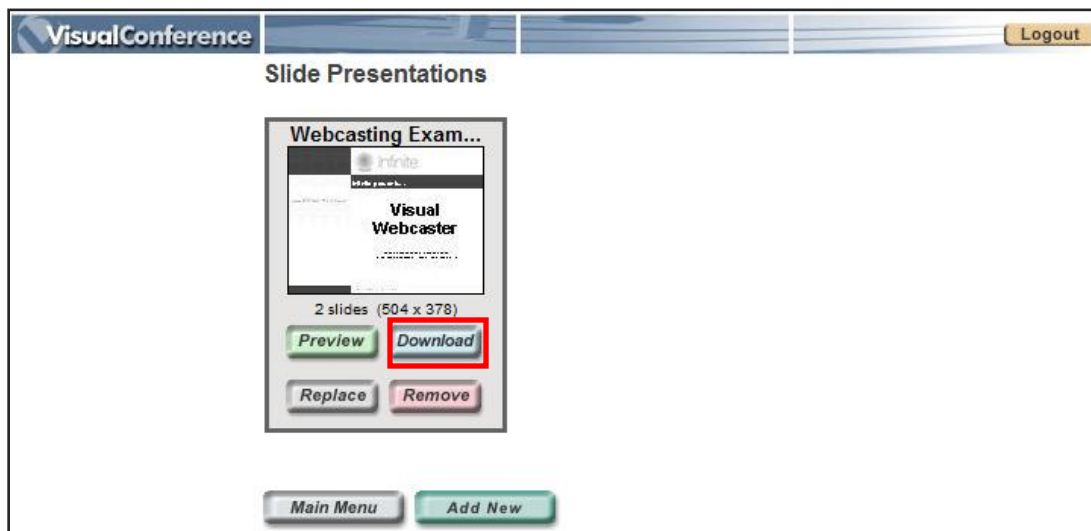 VisualConference
Logout
Slide Presentations
Webcasting Exam...
Infinite
Visual
Webcaster
2 slides (504 x 378)
Preview
Download
Replace
Remove
Main Menu
Add New